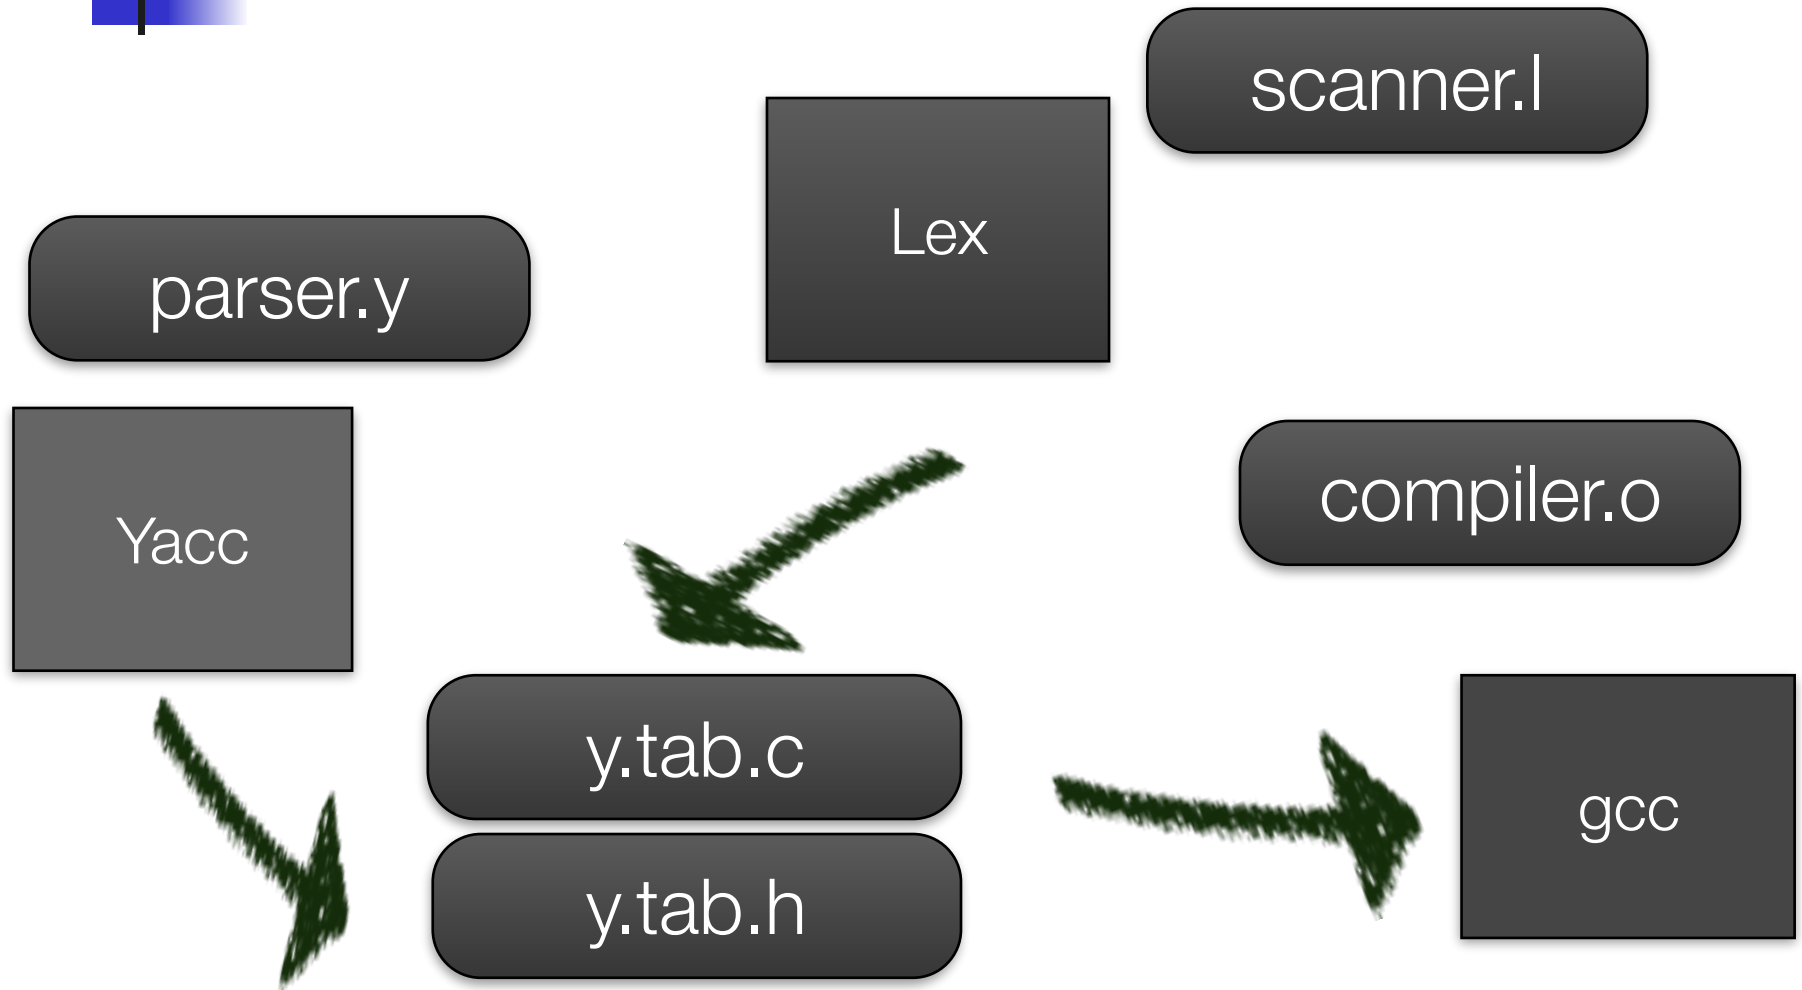 scanner.l
Lex
parser.y
compiler.o
Yacc
y.tab.c
gcc
y.tab.h